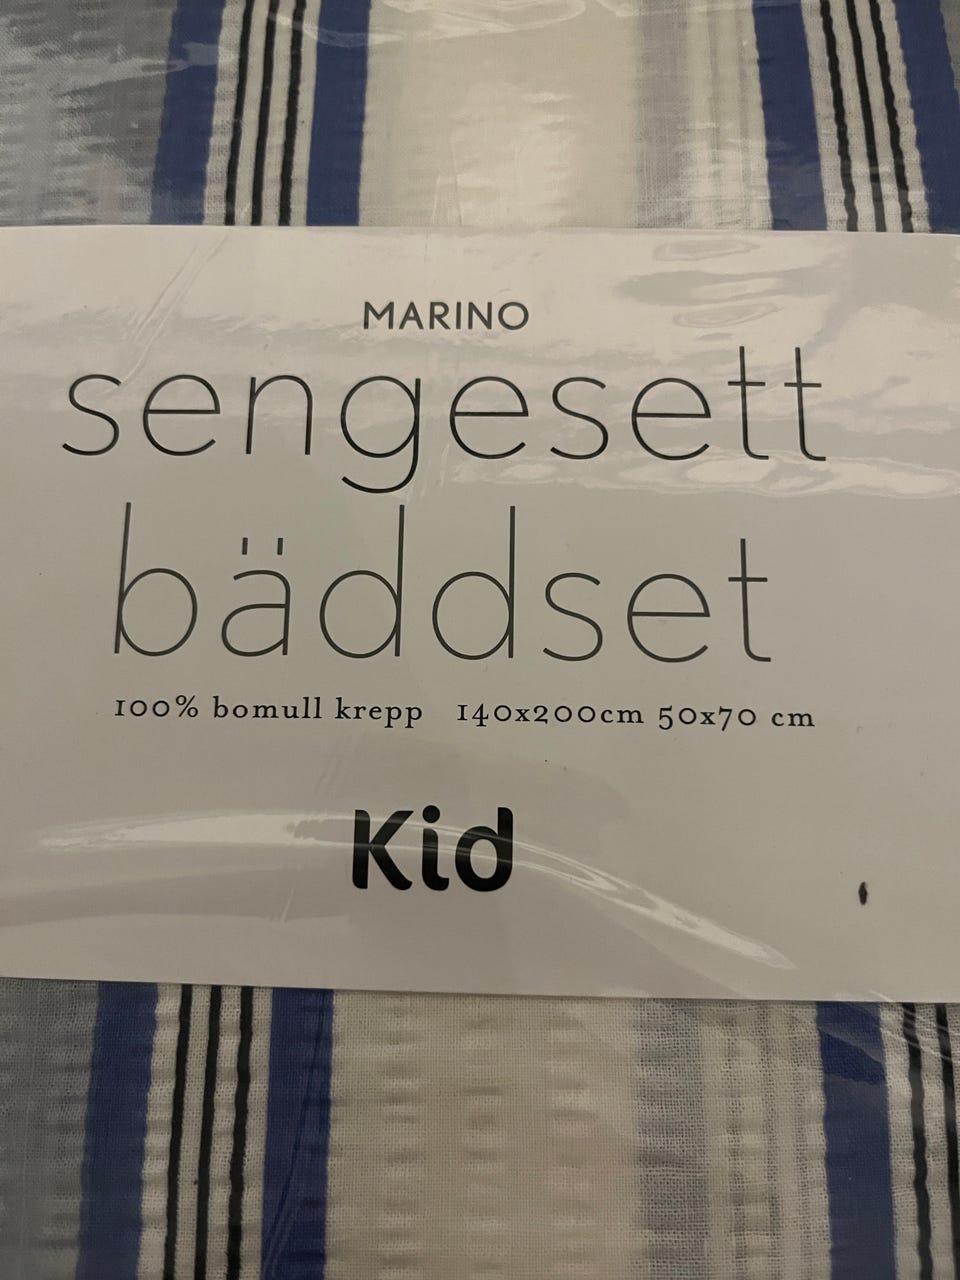 MARINO
sengesett
bäddset
100% bomull krepp 140x200cm 50x70 cm
Kid